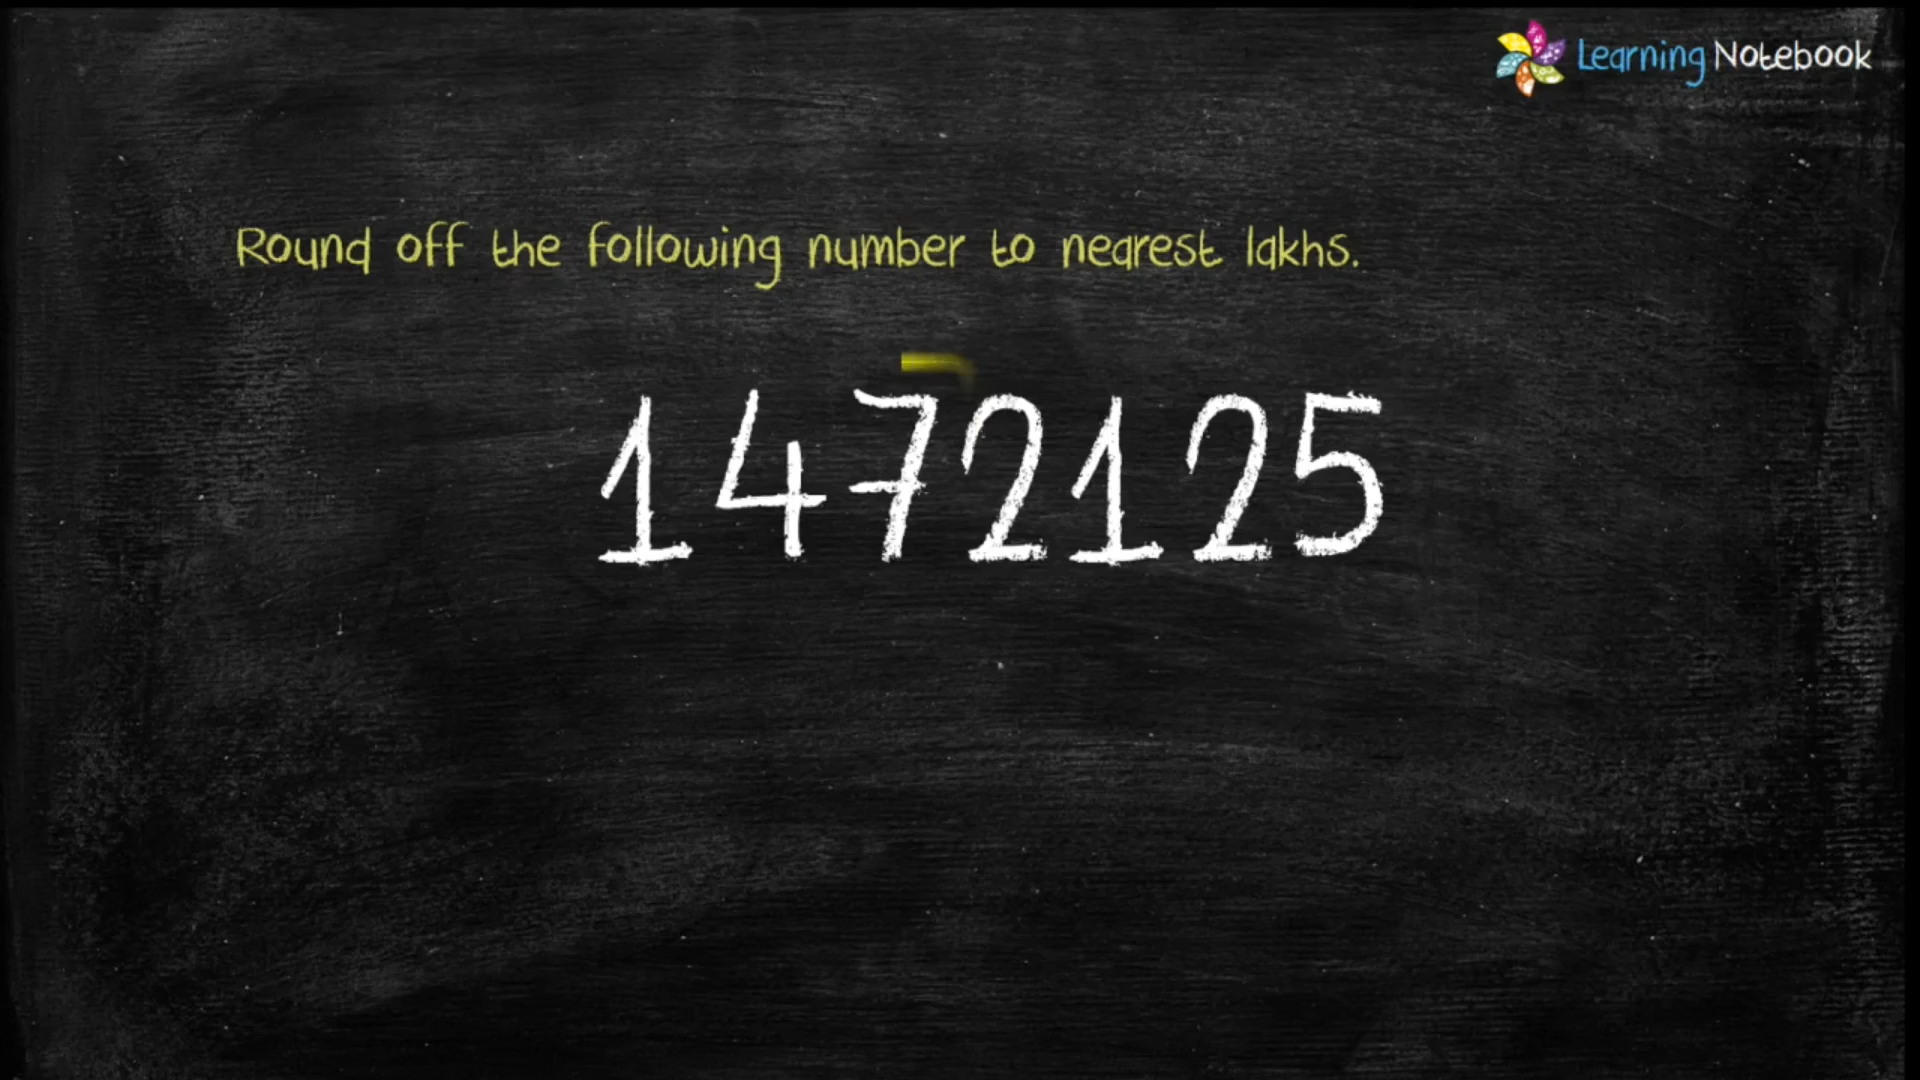 Learning Notebook
Round off the following number to nearest lakhs.
1472125